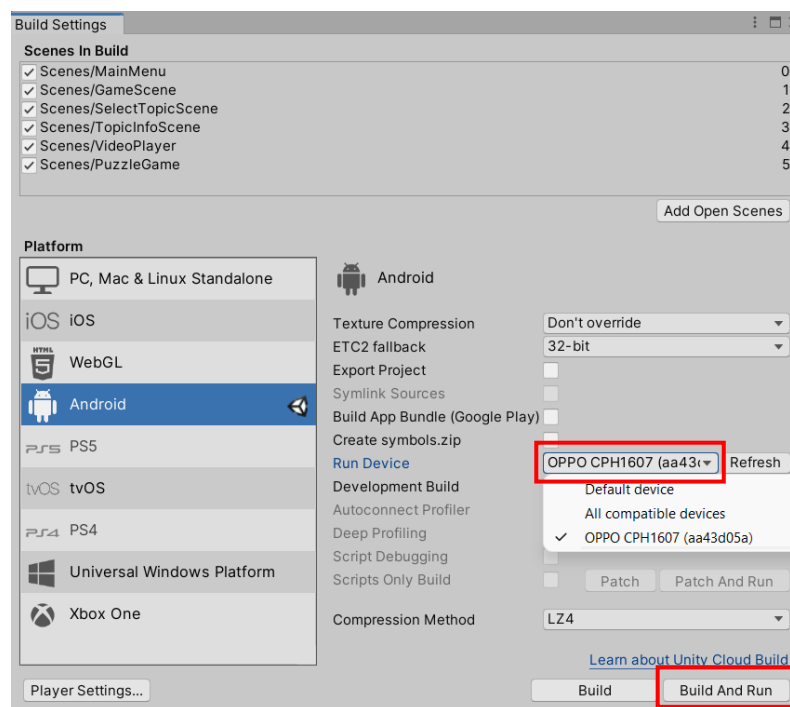 Build Settings
Scenes In Build
Scenes/MainMenu 0
Scenes/GameScene 1
Scenes/SelectTopicScene 2
Scenes/TopicInfoScene 3
Scenes/VideoPlayer 4
Scenes/PuzzleGame 5
Add Open Scenes
Platform
PC, Mac & Linux Standalone
iOS iOS
HTML 5 WebGL
Android
PS5 PS5
tvOS tvOS
PS4 PS4
Universal Windows Platform
Xbox One
Android
Texture Compression Don't override
ETC2 fallback 32-bit
Export Project
Symlink Sources
Build App Bundle (Google Play)
Create symbols.zip
Run Device OPPO CPH1607 (aa43 Refresh
Default device
All compatible devices
OPPO CPH1607 (aa43d05a)
Development Build
Autoconnect Profiler
Deep Profiling
Script Debugging
Scripts Only Build Patch Patch And Run
Compression Method LZ4
Learn about Unity Cloud Build
Player Settings... Build Build And Run